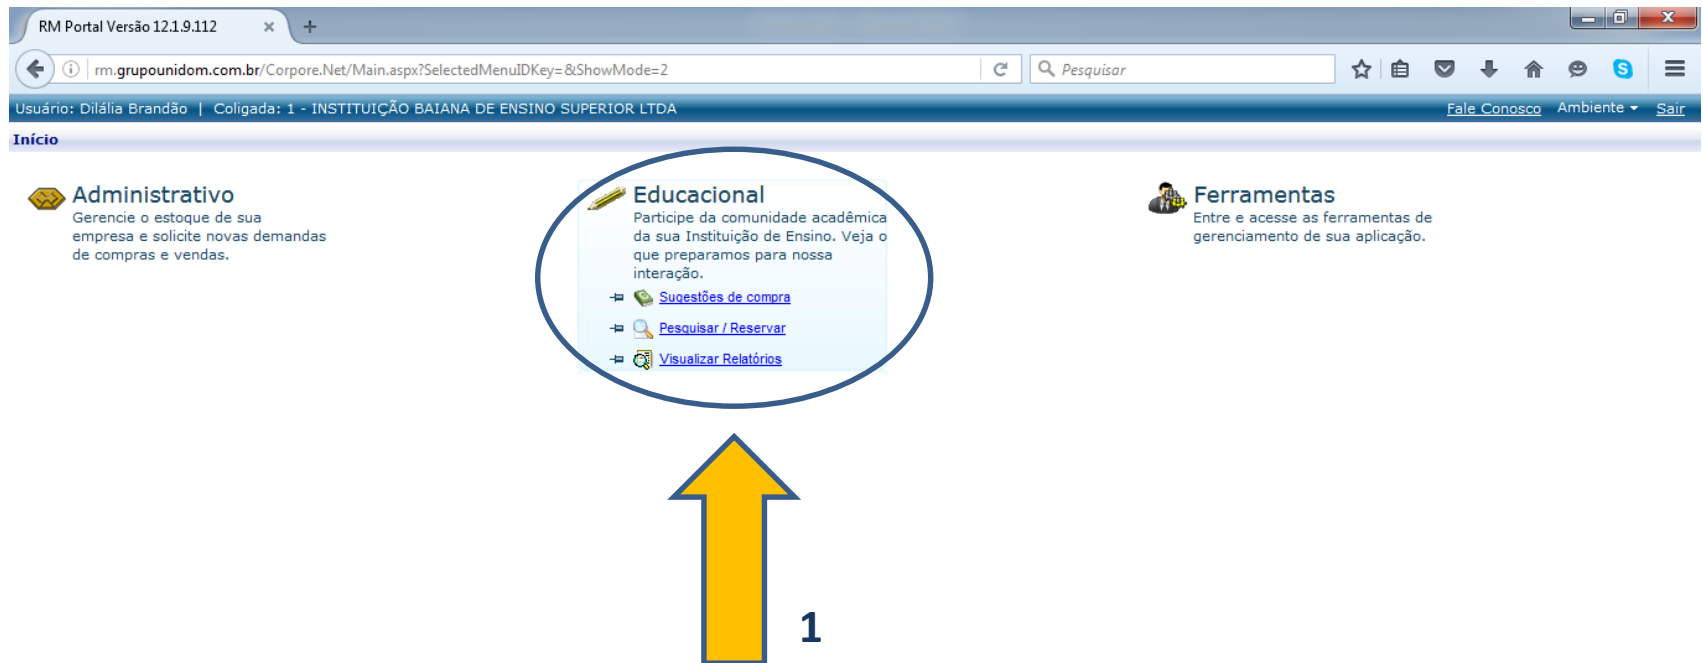 RM Portal Versão 12.1.9.112
rm.grupounidom.com.br/Corpore.Net/Main.aspx?SelectedMenuIDKey=&ShowMode=2
Pesquisar
Usuário: Dilália Brandão | Coligada: 1 - INSTITUIÇÃO BAIANA DE ENSINO SUPERIOR LTDA
Fale Conosco Ambiente Sair
Início
Administrativo
Gerencie o estoque de sua
empresa e solicite novas demandas
de compras e vendas.
Educacional
Participe da comunidade acadêmica
da sua Instituição de Ensino. Veja o
que preparamos para nossa
interação.
Sugestões de compra
Pesquisar / Reservar
Visualizar Relatórios
Ferramentas
Entre e acesse as ferramentas de
gerenciamento de sua aplicação.
1